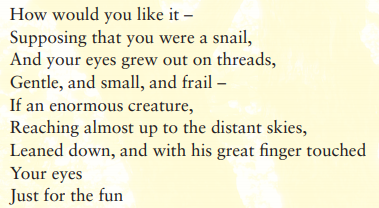 How would you like it –
Supposing that you were a snail,
And your eyes grew out on threads,
Gentle, and small, and frail –
If an enormous creature,
Reaching almost up to the distant skies,
Leaned down, and with his great finger touched
Your eyes
Just for the fun